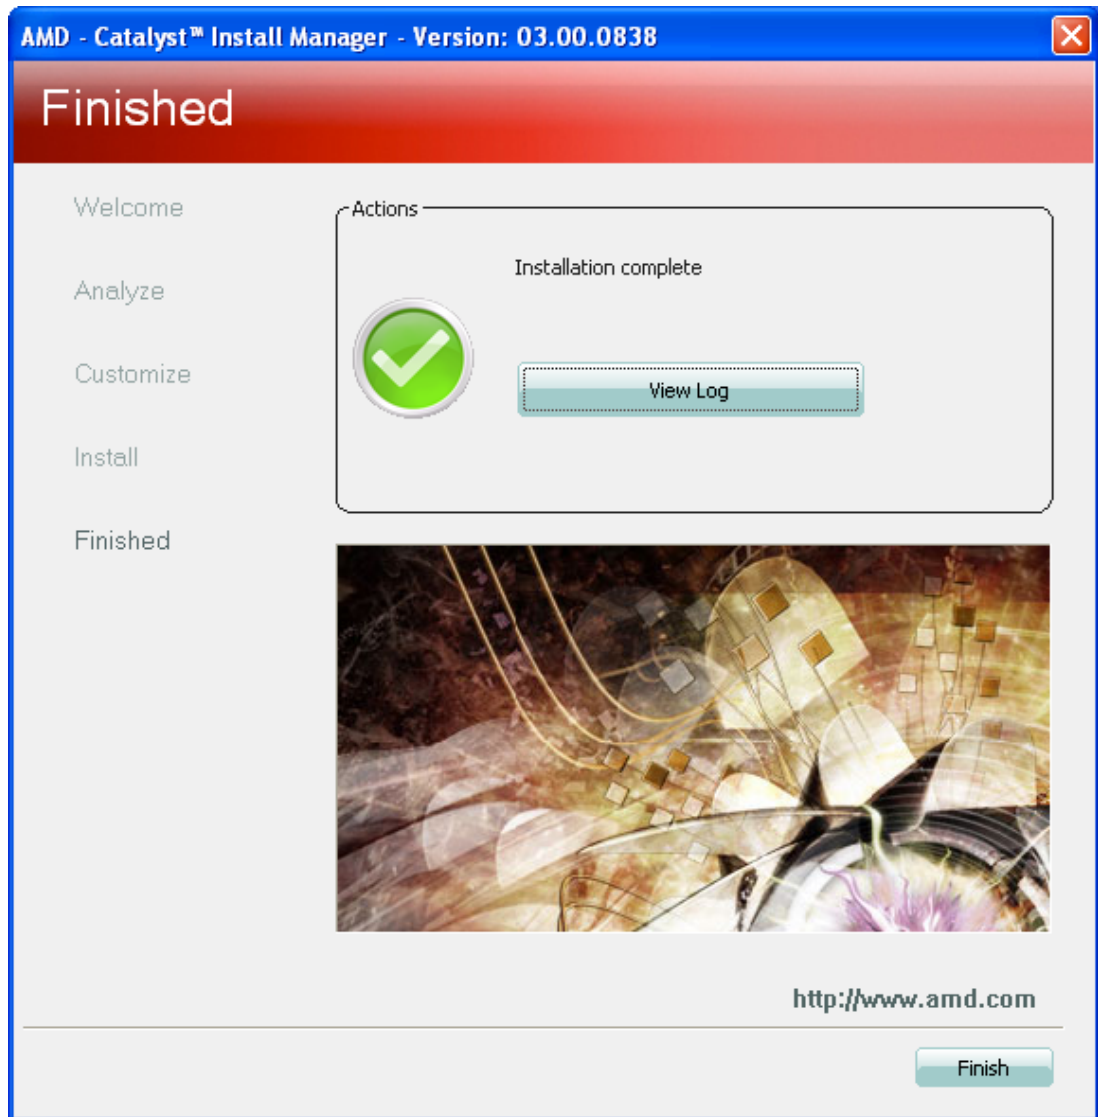 AMD - Catalyst™ Install Manager - Version: 03.00.0838
Finished
Welcome
Analyze
Customize
Install
Finished
Actions
Installation complete
View Log
http://www.amd.com
Finish